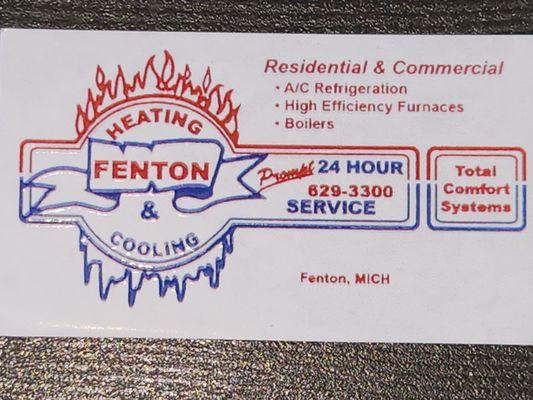 Residential & Commercial
• A/C Refrigeration
• High Efficiency Furnaces
• Boilers
HEATING
FENTON
&
COOLING
Prompt 24 HOUR
629-3300
SERVICE
Total
Comfort
Systems
Fenton, MICH